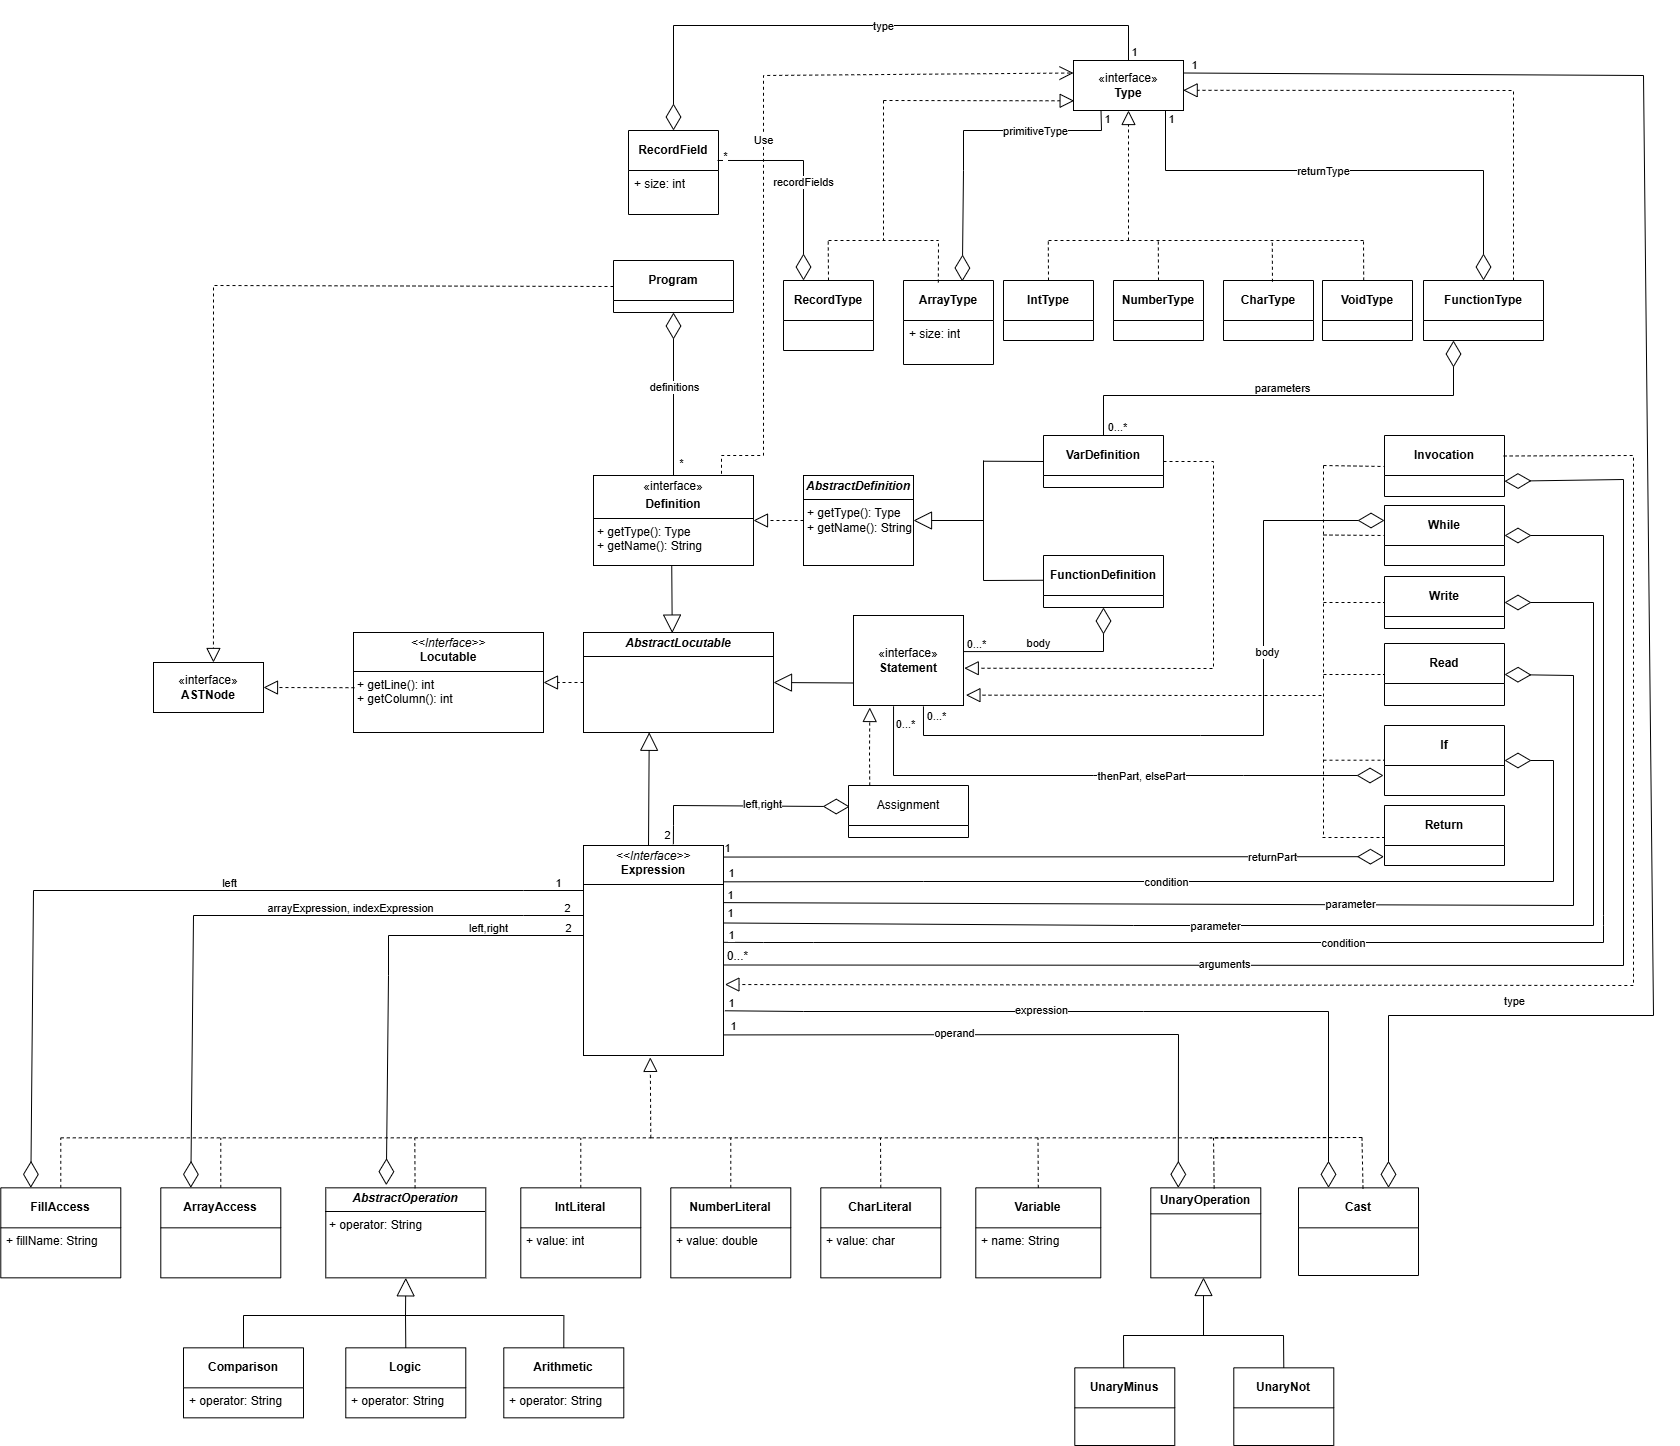 type
1
«interface»
Type
1
1
1
primitiveType
returnType
RecordField
+ size: int
*
Use
recordFields
Program
RecordType
ArrayType
+ size: int
IntType
NumberType
CharType
VoidType
FunctionType
definitions
*
parameters
0...*
«interface»
Definition
+ getType(): Type
+ getName(): String
AbstractDefinition
+ getType(): Type
+ getName(): String
VarDefinition
FunctionDefinition
Invocation
While
Write
Read
If
Return
«interface»
ASTNode
<<Interface>>
Locutable
+ getLine(): int
+ getColumn(): int
AbstractLocutable
«interface»
Statement
0...*
body
body
0...*
0...*
thenPart, elsePart
Assignment
left,right
2
<<Interface>>
Expression
1
returnPart
1
condition
1
parameter
1
parameter
1
condition
0...*
arguments
1
expression
type
1
operand
left
1
arrayExpression, indexExpression
2
left,right
2
FillAccess
+ fillName: String
ArrayAccess
AbstractOperation
+ operator: String
IntLiteral
+ value: int
NumberLiteral
+ value: double
CharLiteral
+ value: char
Variable
+ name: String
UnaryOperation
Cast
Comparison
+ operator: String
Logic
+ operator: String
Arithmetic
+ operator: String
UnaryMinus
UnaryNot